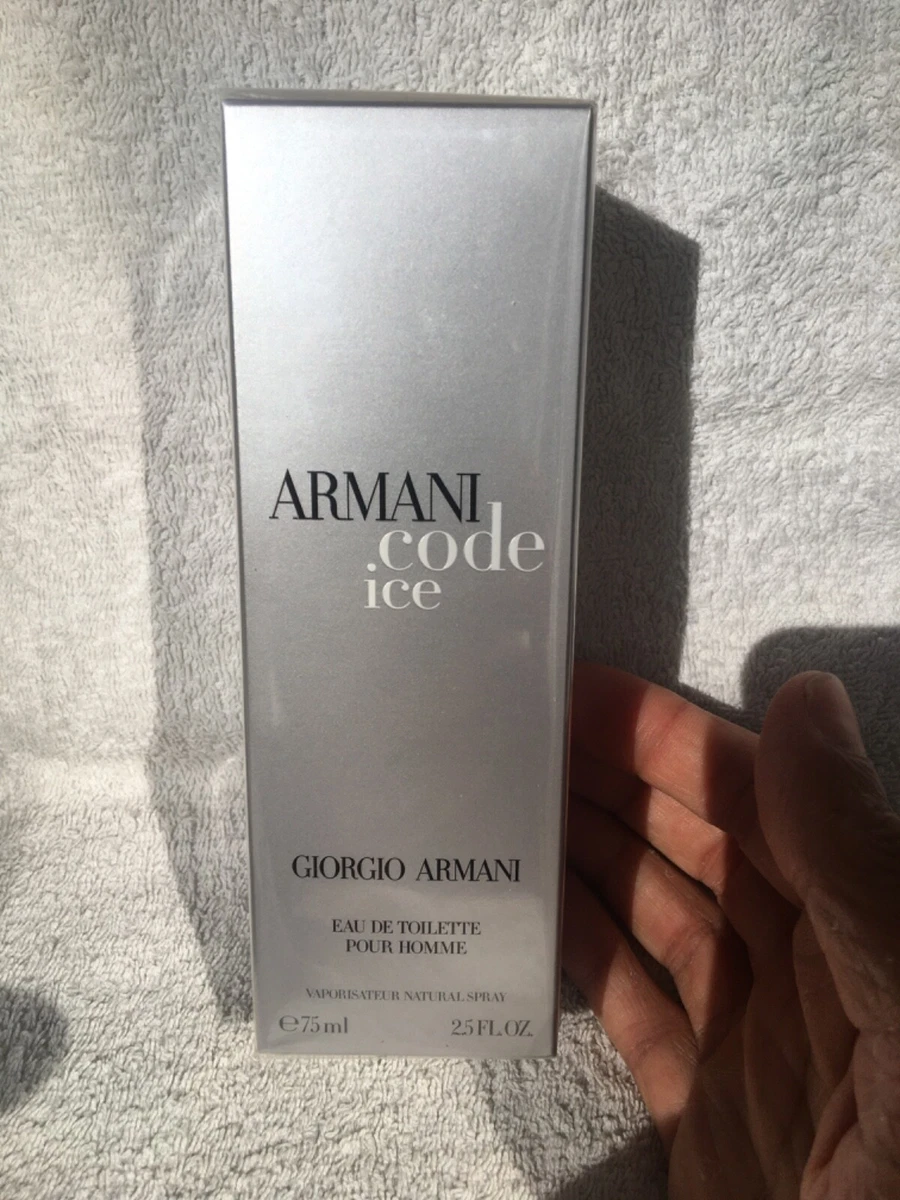 ARMANI
code
ice
GIORGIO ARMANI
EAU DE TOILETTE
POUR HOMME
VAPORISATEUR NATURAL SPRAY
℮75 ml 2.5 FL. OZ.